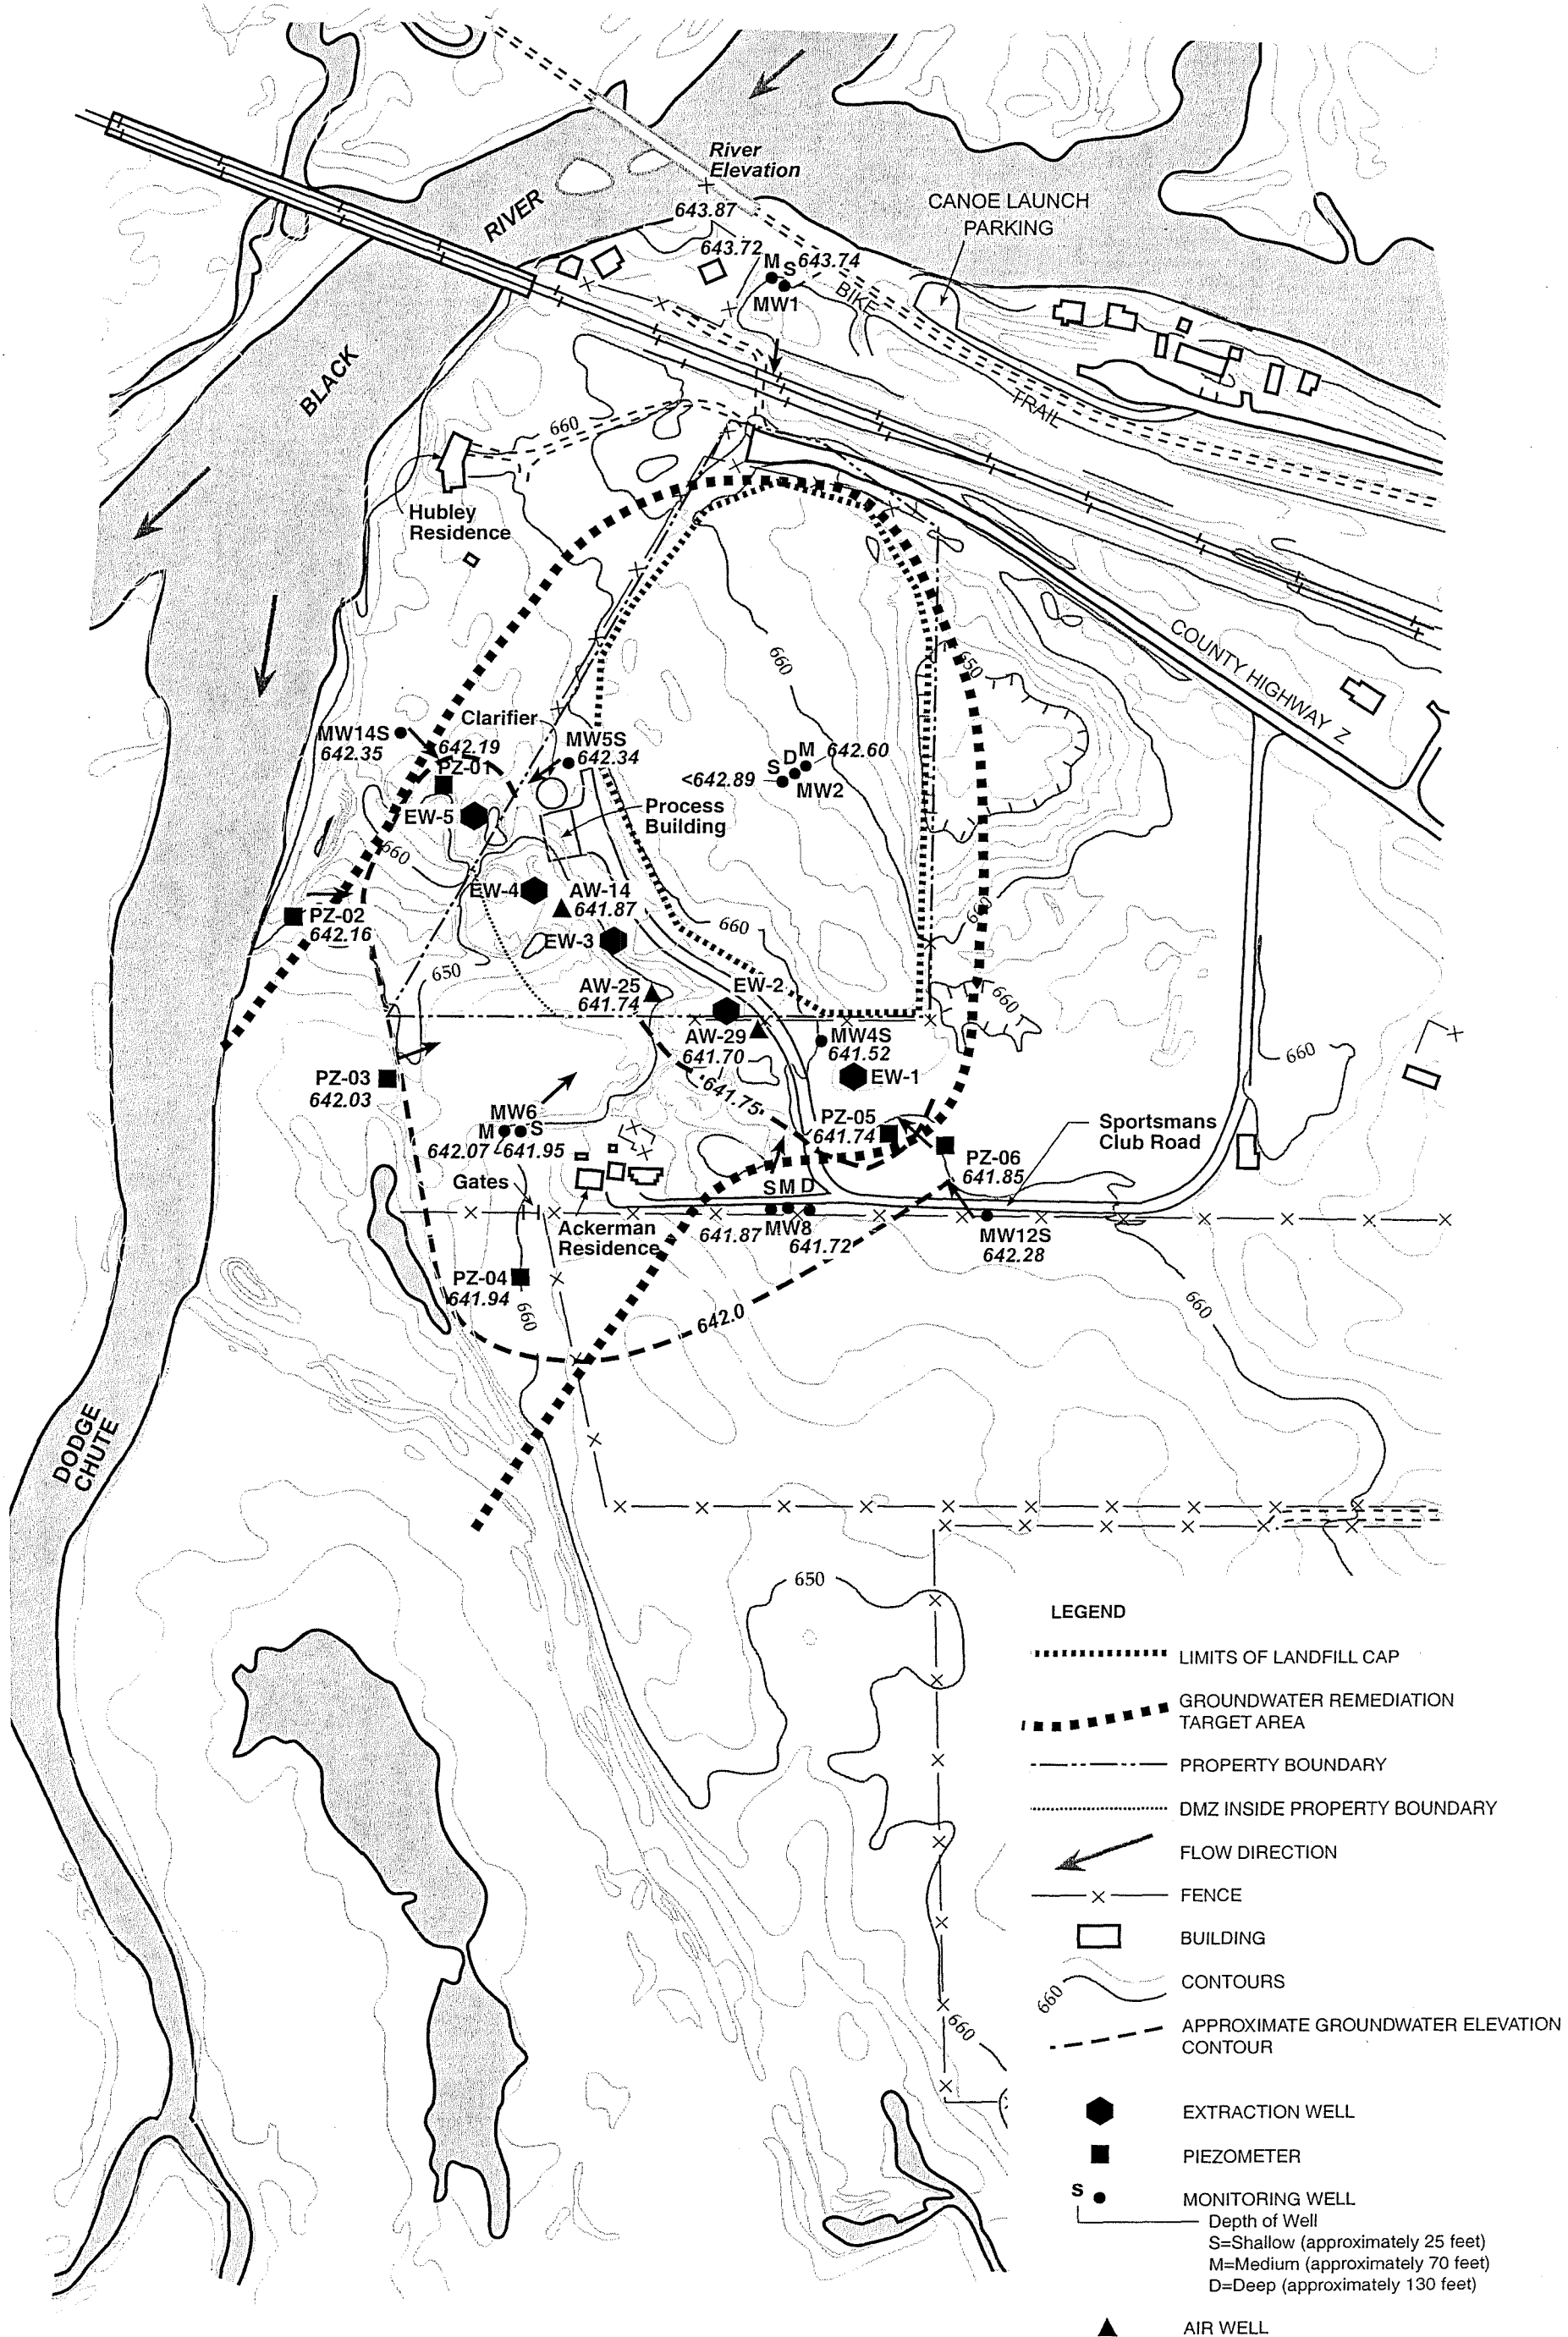 River
Elevation
643.87
CANOE LAUNCH
PARKING
RIVER
643.72
M
S
643.74
MW1
BIKE
TRAIL
BLACK
660
Hubley
Residence
COUNTY HIGHWAY Z
660
650
Clarifier
MW14S
642.35
642.19
PZ-01
MW5S
642.34
M
D
S
642.60
<642.89
MW2
EW-5
Process
Building
660
EW-4
AW-14
641.87
PZ-02
642.16
EW-3
660
660
650
AW-25
641.74
EW-2
660
AW-29
641.70
MW4S
641.52
660
PZ-03
642.03
EW-1
641.75
MW6
M
S
642.07
641.95
PZ-05
641.74
Sportsmans
Club Road
PZ-06
641.85
Gates
S M D
Ackerman
Residence
641.87
MW8
641.72
MW12S
642.28
PZ-04
641.94
660
642.0
660
DODGE
CHUTE
650
660
LEGEND
LIMITS OF LANDFILL CAP
GROUNDWATER REMEDIATION
TARGET AREA
PROPERTY BOUNDARY
DMZ INSIDE PROPERTY BOUNDARY
FLOW DIRECTION
FENCE
BUILDING
660
CONTOURS
APPROXIMATE GROUNDWATER ELEVATION
CONTOUR
EXTRACTION WELL
PIEZOMETER
S
MONITORING WELL
Depth of Well
S=Shallow (approximately 25 feet)
M=Medium (approximately 70 feet)
D=Deep (approximately 130 feet)
AIR WELL